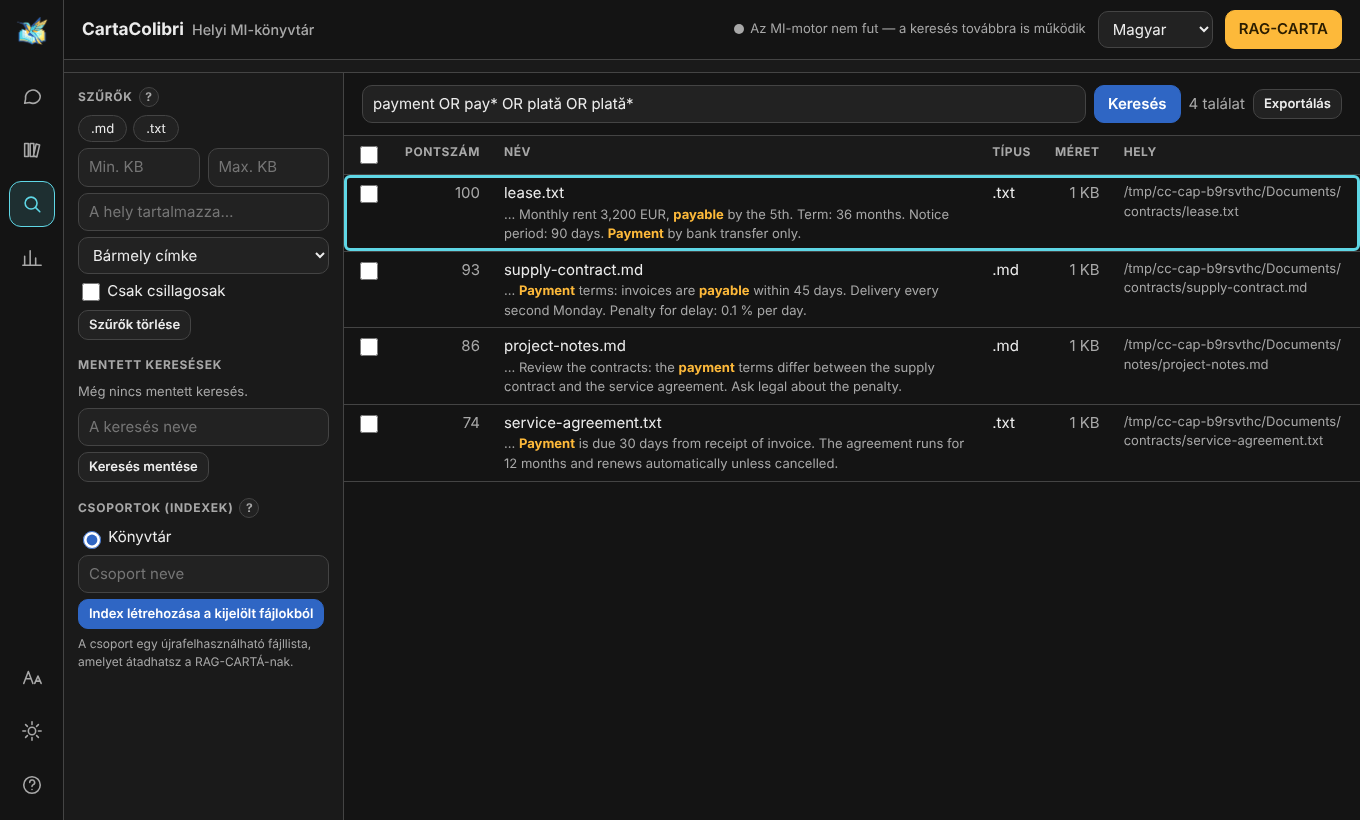 CartaColibri Helyi MI-könyvtár
Az MI-motor nem fut — a keresés továbbra is működik
Magyar
RAG-CARTA
SZŰRŐK ?
.md .txt
Min. KB Max. KB
A hely tartalmazza...
Bármely címke
Csak csillagosak
Szűrők törlése
MENTETT KERESÉSEK
Még nincs mentett keresés.
A keresés neve
Keresés mentése
CSOPORTOK (INDEXEK) ?
Könyvtár
Csoport neve
Index létrehozása a kijelölt fájlokból
A csoport egy újrafelhasználható fájllista,
amelyet átadhatsz a RAG-CARTÁ-nak.
payment OR pay* OR plată OR plată*
Keresés
4 találat
Exportálás
PONTSZÁM NÉV TÍPUS MÉRET HELY
100 lease.txt .txt 1 KB /tmp/cc-cap-b9rsvthc/Documents/
contracts/lease.txt
... Monthly rent 3,200 EUR, payable by the 5th. Term: 36 months. Notice
period: 90 days. Payment by bank transfer only.
93 supply-contract.md .md 1 KB /tmp/cc-cap-b9rsvthc/Documents/
contracts/supply-contract.md
... Payment terms: invoices are payable within 45 days. Delivery every
second Monday. Penalty for delay: 0.1 % per day.
86 project-notes.md .md 1 KB /tmp/cc-cap-b9rsvthc/Documents/
notes/project-notes.md
... Review the contracts: the payment terms differ between the supply
contract and the service agreement. Ask legal about the penalty.
74 service-agreement.txt .txt 1 KB /tmp/cc-cap-b9rsvthc/Documents/
contracts/service-agreement.txt
... Payment is due 30 days from receipt of invoice. The agreement runs for
12 months and renews automatically unless cancelled.
AA
?